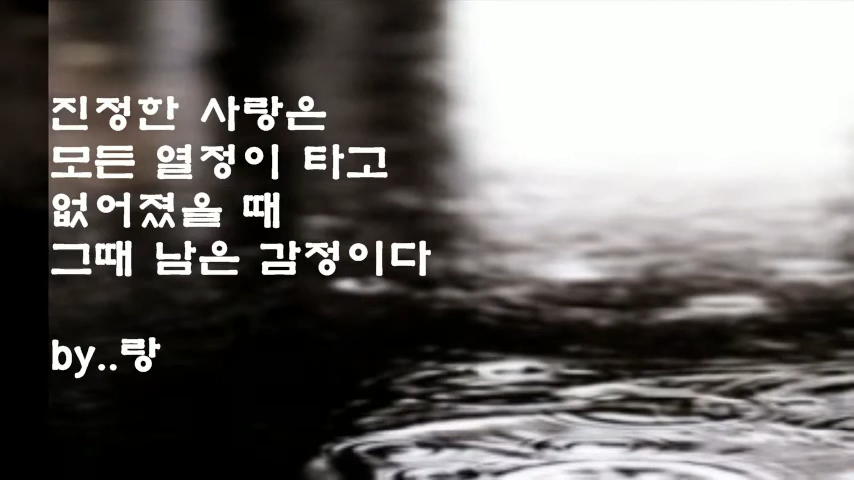 진정한 사랑은
모든 열정이 타고
없어졌을 때
그때 남은 감정이다
by..랑